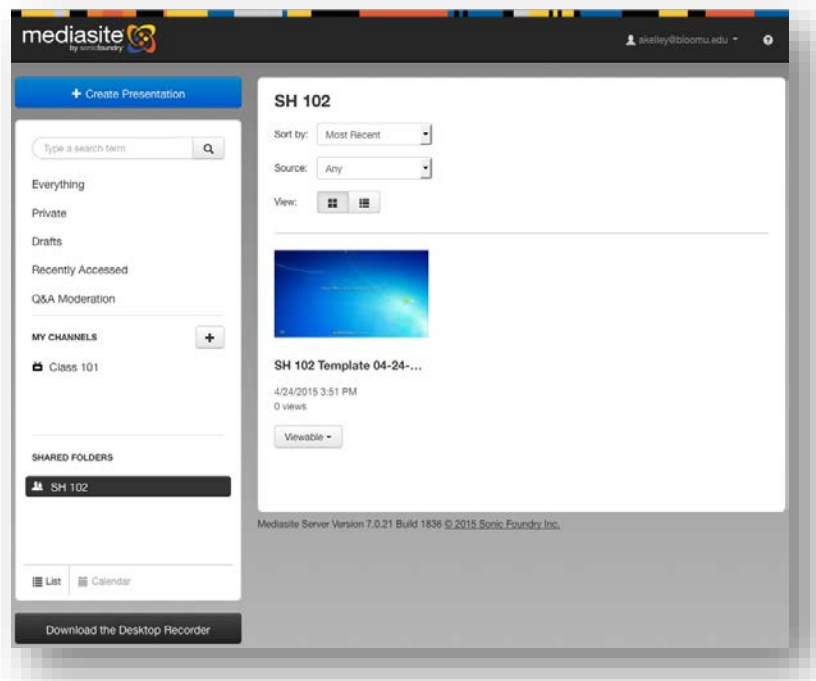 mediasite
by sonicfoundry
akelley@bloomu.edu
+ Create Presentation
Type a search term
Everything
Private
Drafts
Recently Accessed
Q&A Moderation
MY CHANNELS
+
Class 101
SHARED FOLDERS
SH 102
List
Calendar
Download the Desktop Recorder
SH 102
Sort by: Most Recent
Source: Any
View:
SH 102 Template 04-24-...
4/24/2015 3:51 PM
0 views
Viewable
Mediasite Server Version 7.0.21 Build 1836 © 2015 Sonic Foundry Inc.